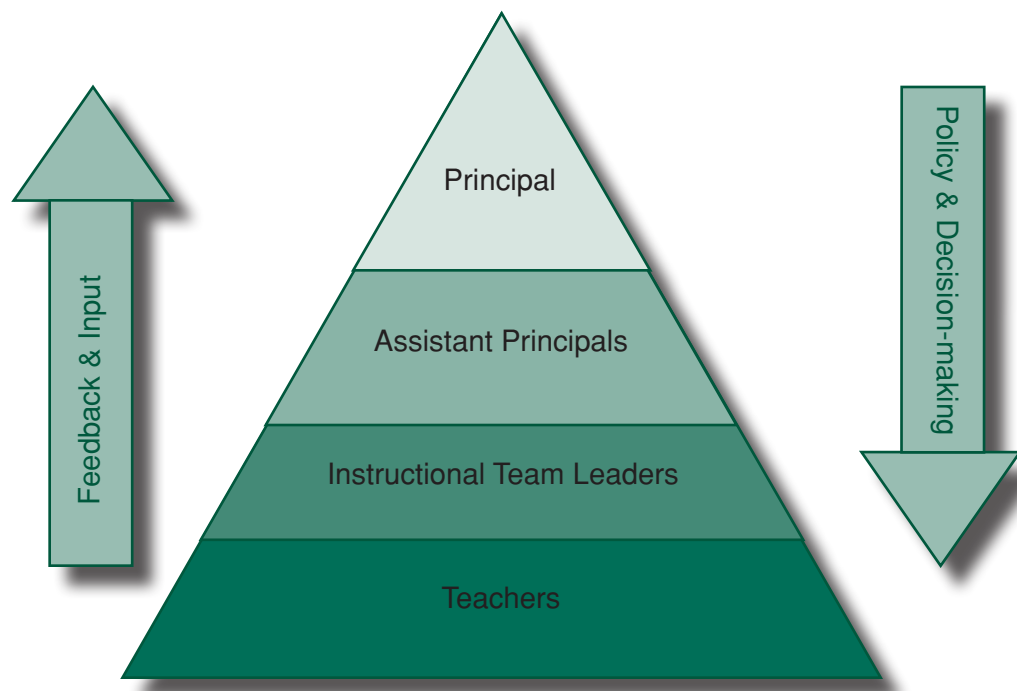 Principal
Assistant Principals
Instructional Team Leaders
Teachers
Feedback & Input
Policy & Decision-making